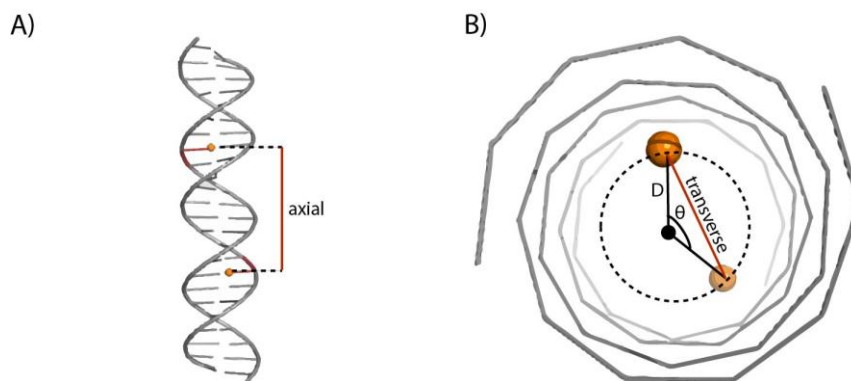 A)
B)
axial
D
θ
transverse